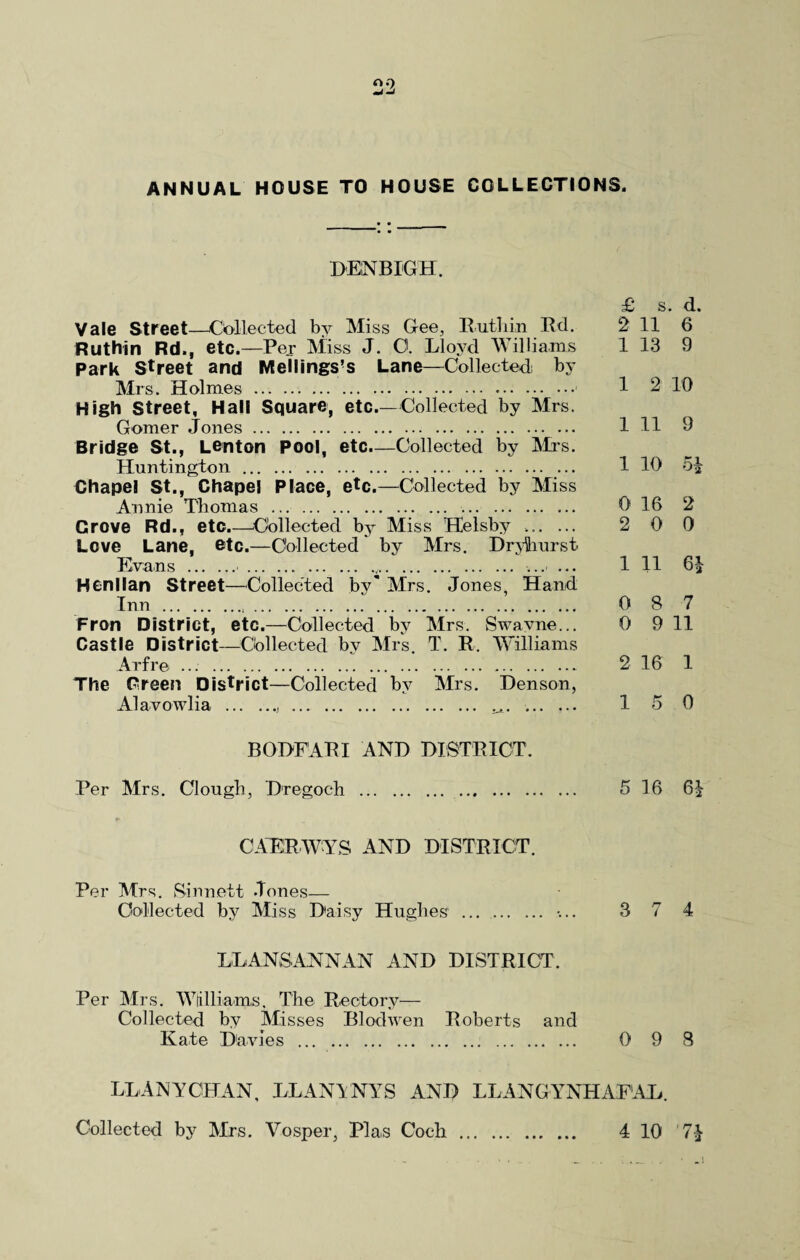 22
ANNUAL HOUSE TO HOUSE COLLECTIONS.
——: :——
DENBIGH.
£ s. d.
Vale Street—Collected by Miss Gee, Ruthin Rd. 2 11 6
Ruthin Rd., etc.—Per Miss J. C. Lloyd Williams 1 13 9
Park Street and Mellings's Lane—Collected by
Mrs. Holmes ... ... ... ... ... ... ... ... ... ... ... 1 2 10
High Street, Hall Square, etc.—Collected by Mrs.
Gomer Jones ... ... ... ... ... ... ... ... ... ... ... 1 11 9
Bridge St., Lenton Pool, etc.—Collected by Mrs.
Huntington ... ... ... ... ... ... ... ... ... ... ... 1 10 5½
Chapel St., Chapel Place, etc.—Collected by Miss
Annie Thomas ... ... ... ... ... ... ... ... ... ... 0 16 2
Grove Rd., etc.—Collected by Miss Helsby ... ... 2 0 0
Love Lane, etc.—Collected by Mrs. Dryhurst
Evans ... ... ... ... ... ... ... ... ... ... ... ... 1 11 6½
Henllan Street—Collected by Mrs. Jones, Hand
Inn ... ... ... ... ... ... ... ... ... ... ... ... ... 0 8 7
Fron District, etc.—Collected by Mrs. Swayne... 0 9 11
Castle District—Collected by Mrs. T. R. Williams
Arfre ... ... ... ... ... ... ... ... ... ... ... ... 2 16 1
The Green District—Collected by Mrs. Denson,
Alavowlia ... ... ... ... ... ... ... ... ... ... ... 1 5 0
BODFARI AND DISTRICT.
Per Mrs. Clough, Dregoch ... ... ... ... ... ... ... 5 16 6½
CAERWYS AND DISTRICT.
Per Mrs. Sinnett Jones—
Collected by Miss Daisy Hughes ... ... ... ... 3 7 4
LLANSANNAN AND DISTRICT.
Per Mrs. Williams, The Rectory—
Collected by Misses Blodwen Roberts and
Kate Davies ... ... ... ... ... ... ... ... ... 0 9 8
LLANYCHAN, LLANYNYS AND LLANGYNHAFAL.
Collected by Mrs. Vosper, Plas Coch ... ... ... ... 4 10 7½